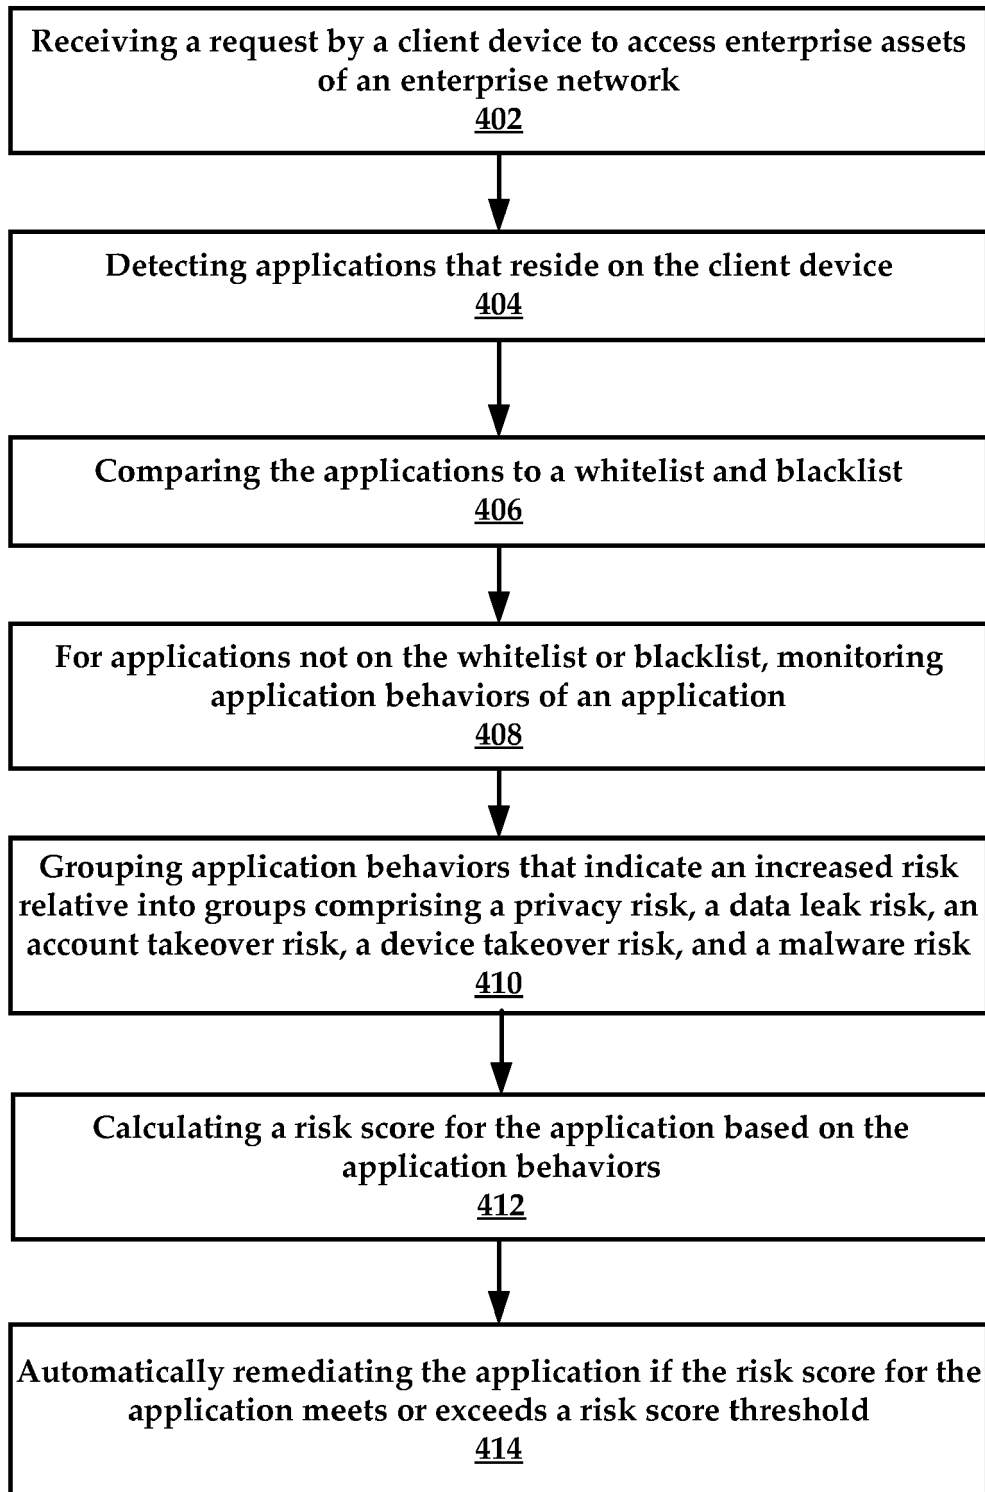 Receiving a request by a client device to access enterprise assets
of an enterprise network
402
Detecting applications that reside on the client device
404
Comparing the applications to a whitelist and blacklist
406
For applications not on the whitelist or blacklist, monitoring
application behaviors of an application
408
Grouping application behaviors that indicate an increased risk
relative into groups comprising a privacy risk, a data leak risk, an
account takeover risk, a device takeover risk, and a malware risk
410
Calculating a risk score for the application based on the
application behaviors
412
Automatically remediating the application if the risk score for the
application meets or exceeds a risk score threshold
414